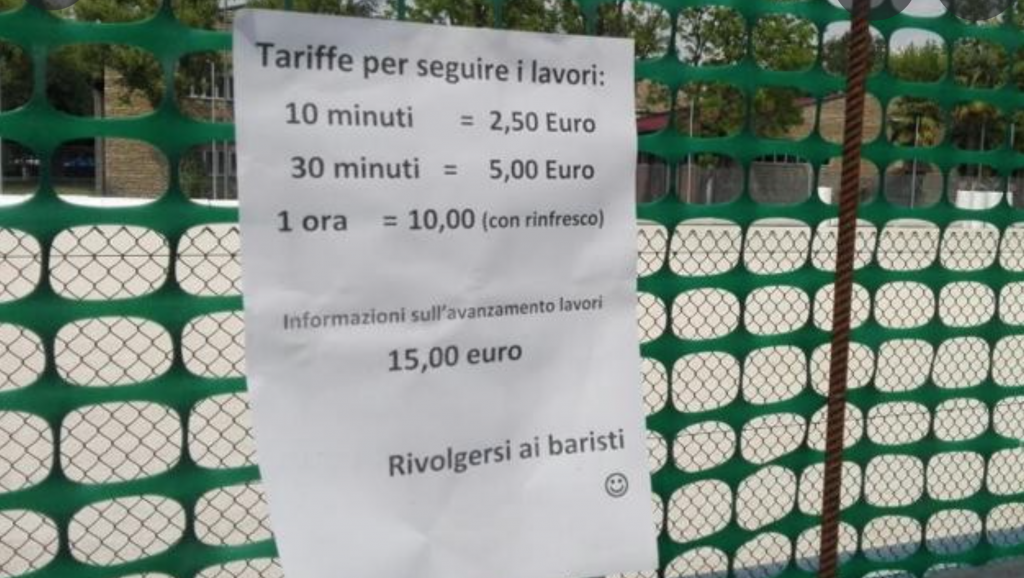 Tariffe per seguire i lavori:
10 minuti = 2,50 Euro
30 minuti = 5,00 Euro
1 ora = 10,00 (con rinfresco)
Informazioni sull'avanzamento lavori
15,00 euro
Rivolgersi ai baristi
☺